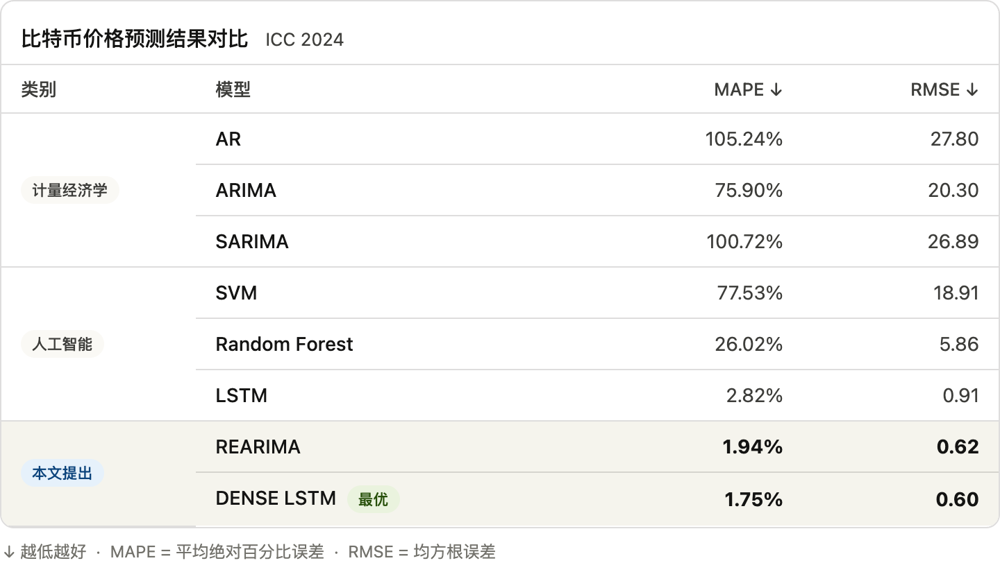 比特币价格预测结果对比 ICC 2024
类别 模型 MAPE ↓ RMSE ↓
AR 105.24% 27.80
计量经济学 ARIMA 75.90% 20.30
SARIMA 100.72% 26.89
SVM 77.53% 18.91
人工智能 Random Forest 26.02% 5.86
LSTM 2.82% 0.91
REARIMA 1.94% 0.62
本文提出
DENSE LSTM 最优 1.75% 0.60
↓ 越低越好 · MAPE = 平均绝对百分比误差 · RMSE = 均方根误差